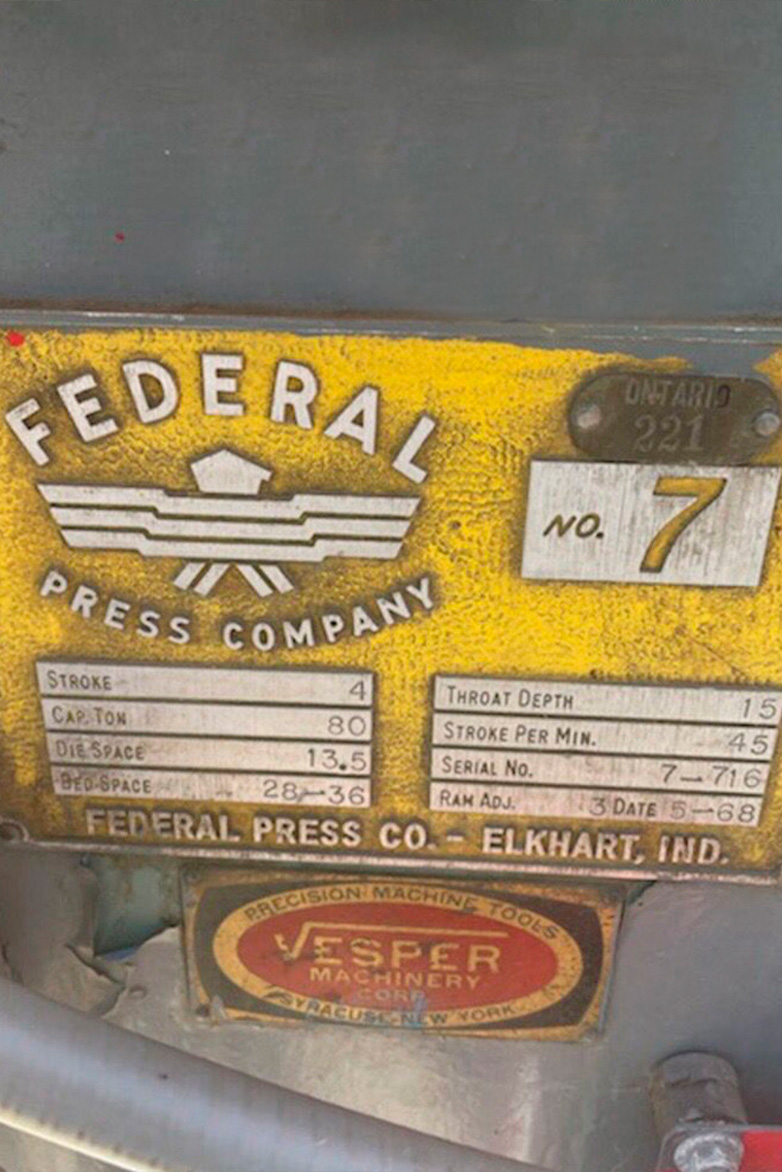 FEDERAL
PRESS COMPANY
ONTARIO
221
NO. 7
STROKE 4
CAP. TON 80
DIE SPACE 13.5
BED SPACE 28-36
THROAT DEPTH 15
STROKE PER MIN. 45
SERIAL NO. 7-716
RAM ADJ. 3 DATE 5-68
FEDERAL PRESS CO. - ELKHART, IND.
PRECISION MACHINE TOOLS
VESPER
MACHINERY
CORP.
SYRACUSE NEW YORK